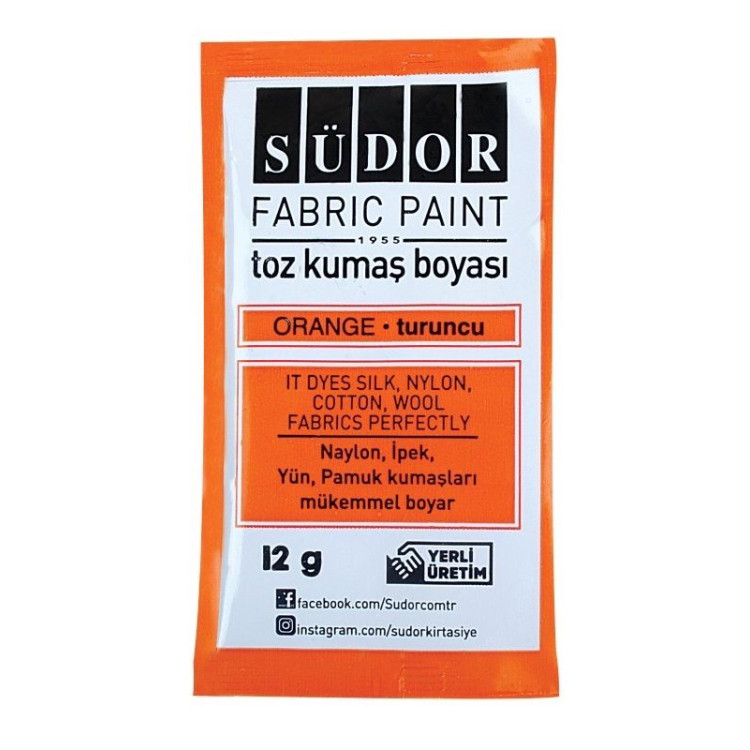 SÜDOR
FABRIC PAINT
1955
toz kumaş boyası
ORANGE • turuncu
IT DYES SILK, NYLON,
COTTON, WOOL
FABRICS PERFECTLY
Naylon, İpek,
Yün, Pamuk kumaşları
mükemmel boyar
12 g
YERLİ
ÜRETİM
facebook.com/Sudorcomtr
instagram.com/sudorkirtasiye